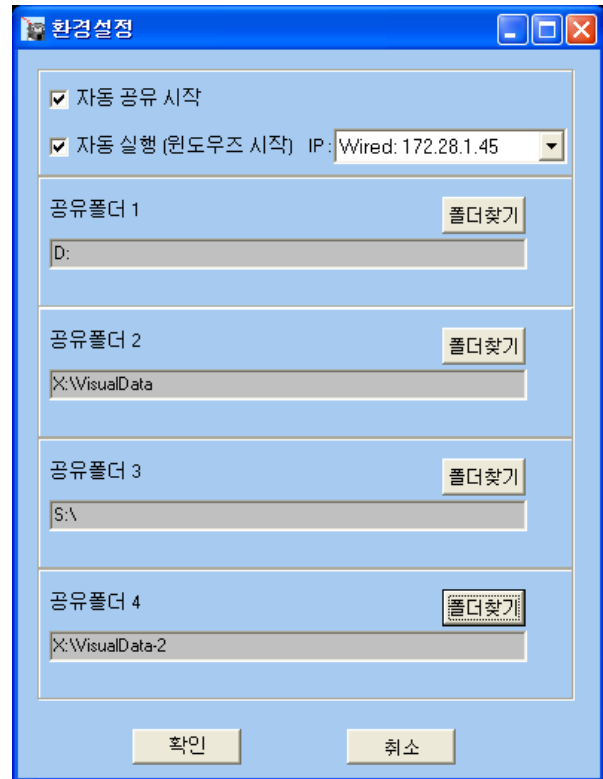 환경설정
자동 공유 시작
자동 실행 (윈도우즈 시작) IP : Wired: 172.28.1.45
공유폴더 1 폴더찾기
D:
공유폴더 2 폴더찾기
X:\VisualData
공유폴더 3 폴더찾기
S:\
공유폴더 4 폴더찾기
X:\VisualData-2
확인 취소